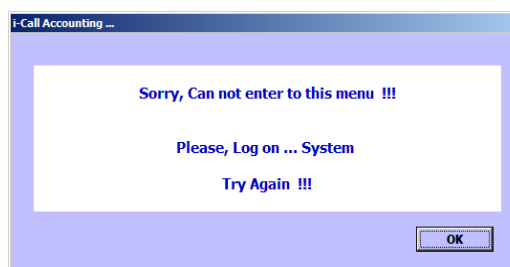 i-Call Accounting ...
Sorry, Can not enter to this menu !!!
Please, Log on ... System
Try Again !!!
OK